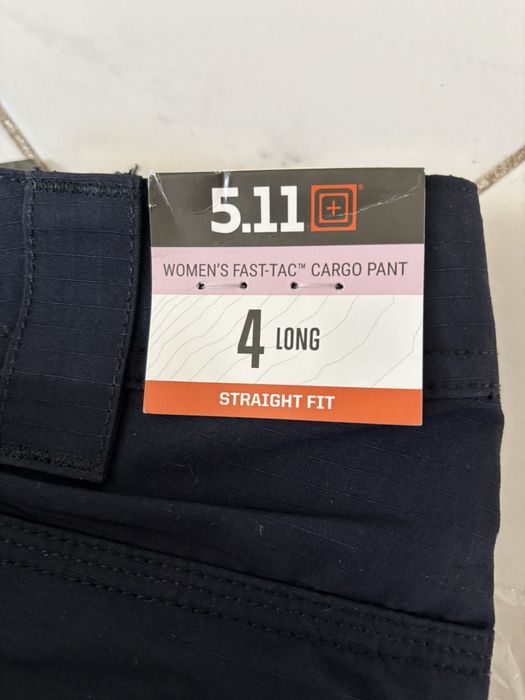 5.11®
WOMEN'S FAST-TAC™ CARGO PANT
4 LONG
STRAIGHT FIT